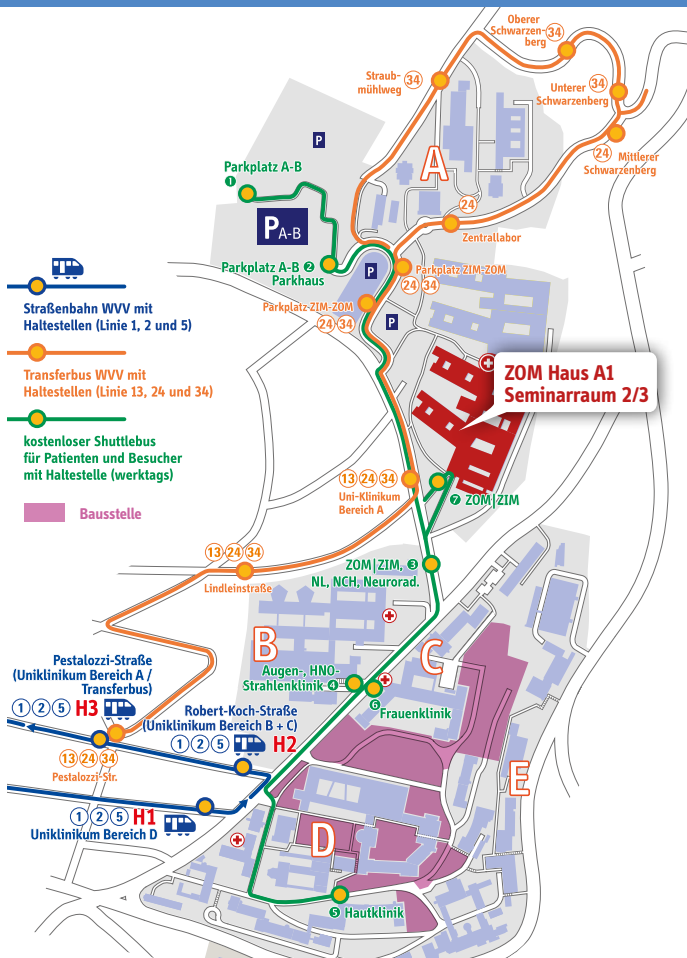 Oberer
Schwarzen-
berg
34
Straub-
mühlweg
34
34
Unterer
Schwarzenberg
24
Mittlerer
Schwarzenberg
P
A
Parkplatz A-B
1
24
Zentrallabor
P A-B
Parkplatz A-B 2
Parkhaus
P
Parkplatz ZIM-ZOM
24 34
Parkplatz ZIM-ZOM
24 34
P
Straßenbahn WVV mit
Haltestellen (Linie 1, 2 und 5)
Transferbus WVV mit
Haltestellen (Linie 13, 24 und 34)
kostenloser Shuttlebus
für Patienten und Besucher
mit Haltestelle (werktags)
Baustelle
ZOM Haus A1
Seminarraum 2/3
13 24 34
Uni-Klinikum
Bereich A
7 ZOM|ZIM
13 24 34
Lindleinstraße
ZOM|ZIM, 3
NL, NCH, Neurorad.
B
C
Augen-, HNO-
Strahlenklinik 4
6
Frauenklinik
Pestalozzi-Straße
(Uniklinikum Bereich A /
Transferbus)
1 2 5 H3
13 24 34
Pestalozzi-Str.
Robert-Koch-Straße
(Uniklinikum Bereich B + C)
1 2 5 H2
E
1 2 5 H1
Uniklinikum Bereich D
D
5 Hautklinik